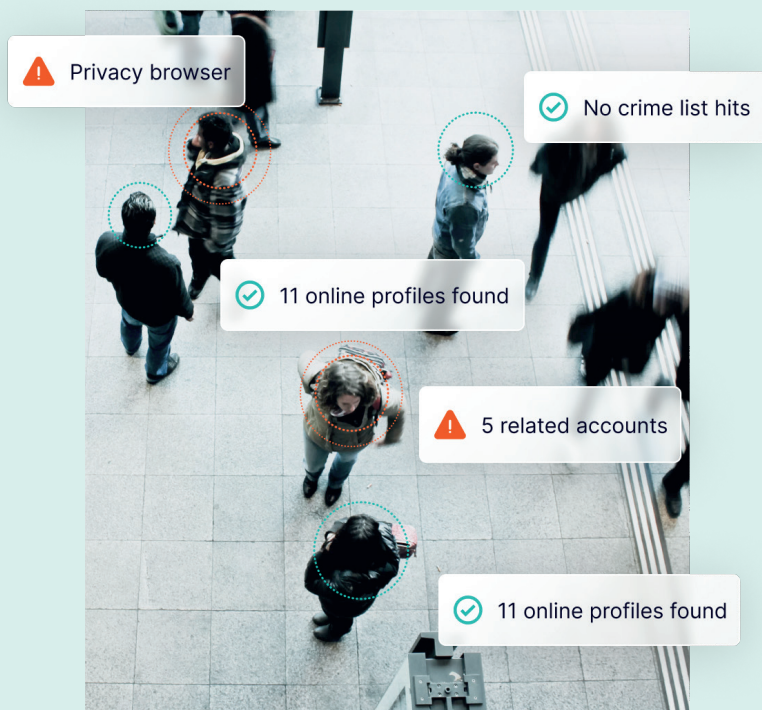 Privacy browser
No crime list hits
11 online profiles found
5 related accounts
11 online profiles found